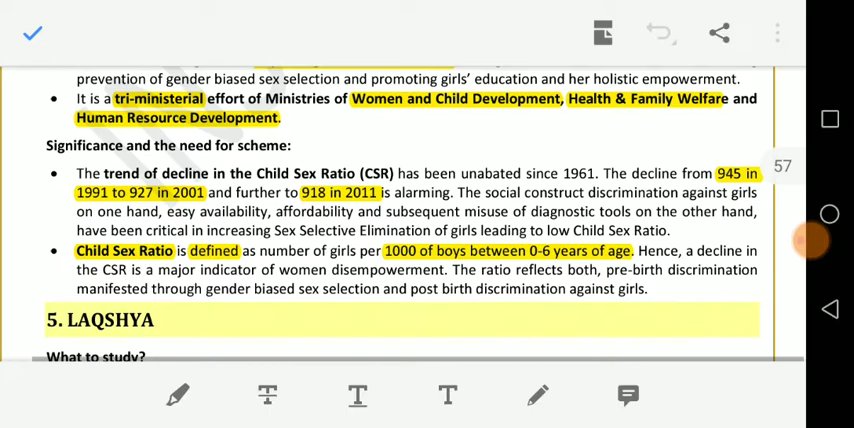 prevention of gender biased sex selection and promoting girls' education and her holistic empowerment.
• It is a tri-ministerial effort of Ministries of Women and Child Development, Health & Family Welfare and
Human Resource Development.
Significance and the need for scheme:
• The trend of decline in the Child Sex Ratio (CSR) has been unabated since 1961. The decline from 945 in
1991 to 927 in 2001 and further to 918 in 2011 is alarming. The social construct discrimination against girls
on one hand, easy availability, affordability and subsequent misuse of diagnostic tools on the other hand,
have been critical in increasing Sex Selective Elimination of girls leading to low Child Sex Ratio.
• Child Sex Ratio is defined as number of girls per 1000 of boys between 0-6 years of age. Hence, a decline in
the CSR is a major indicator of women disempowerment. The ratio reflects both, pre-birth discrimination
manifested through gender biased sex selection and post birth discrimination against girls.
5. LAQSHYA
What to study?
57
T
T
T